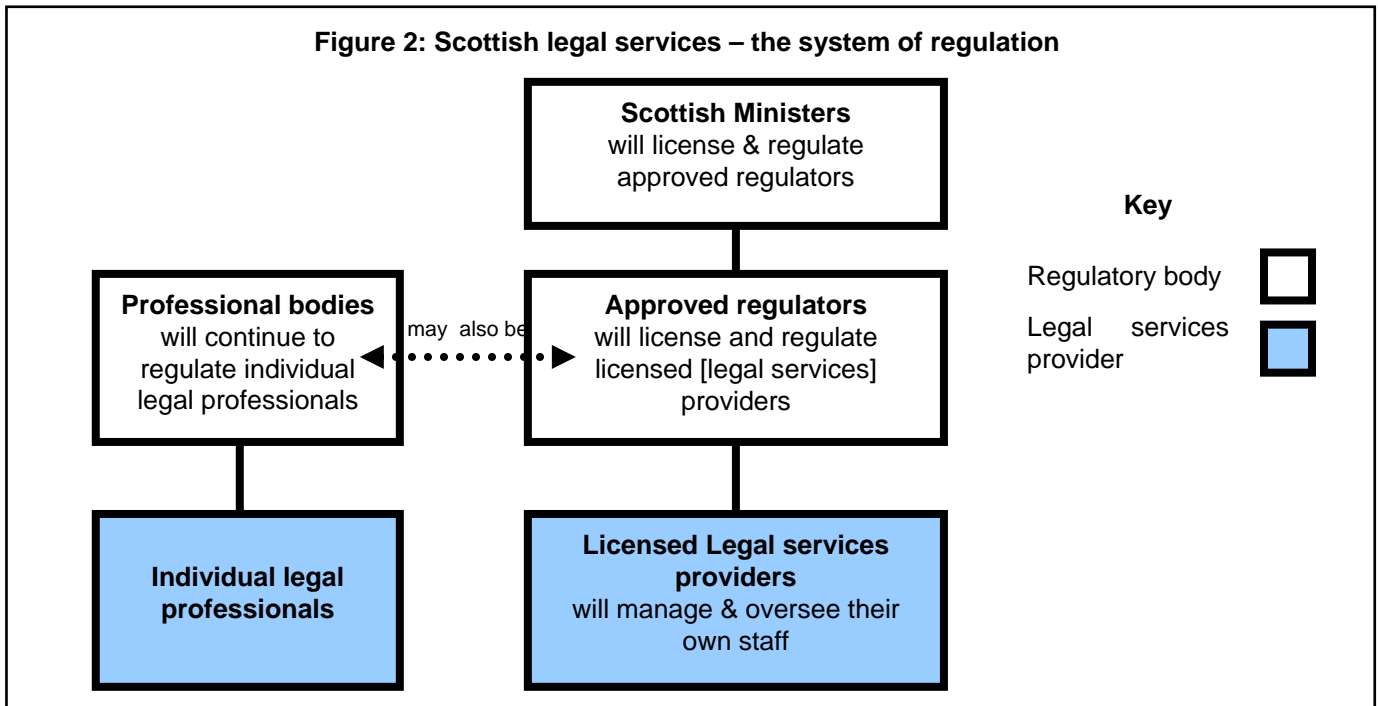 Figure 2: Scottish legal services – the system of regulation
Scottish Ministers
will license & regulate
approved regulators
Key
Regulatory body
Legal services
provider
Professional bodies
will continue to
regulate individual
legal professionals
may also be
Approved regulators
will license and regulate
licensed [legal services]
providers
Individual legal
professionals
Licensed Legal services
providers
will manage & oversee their
own staff